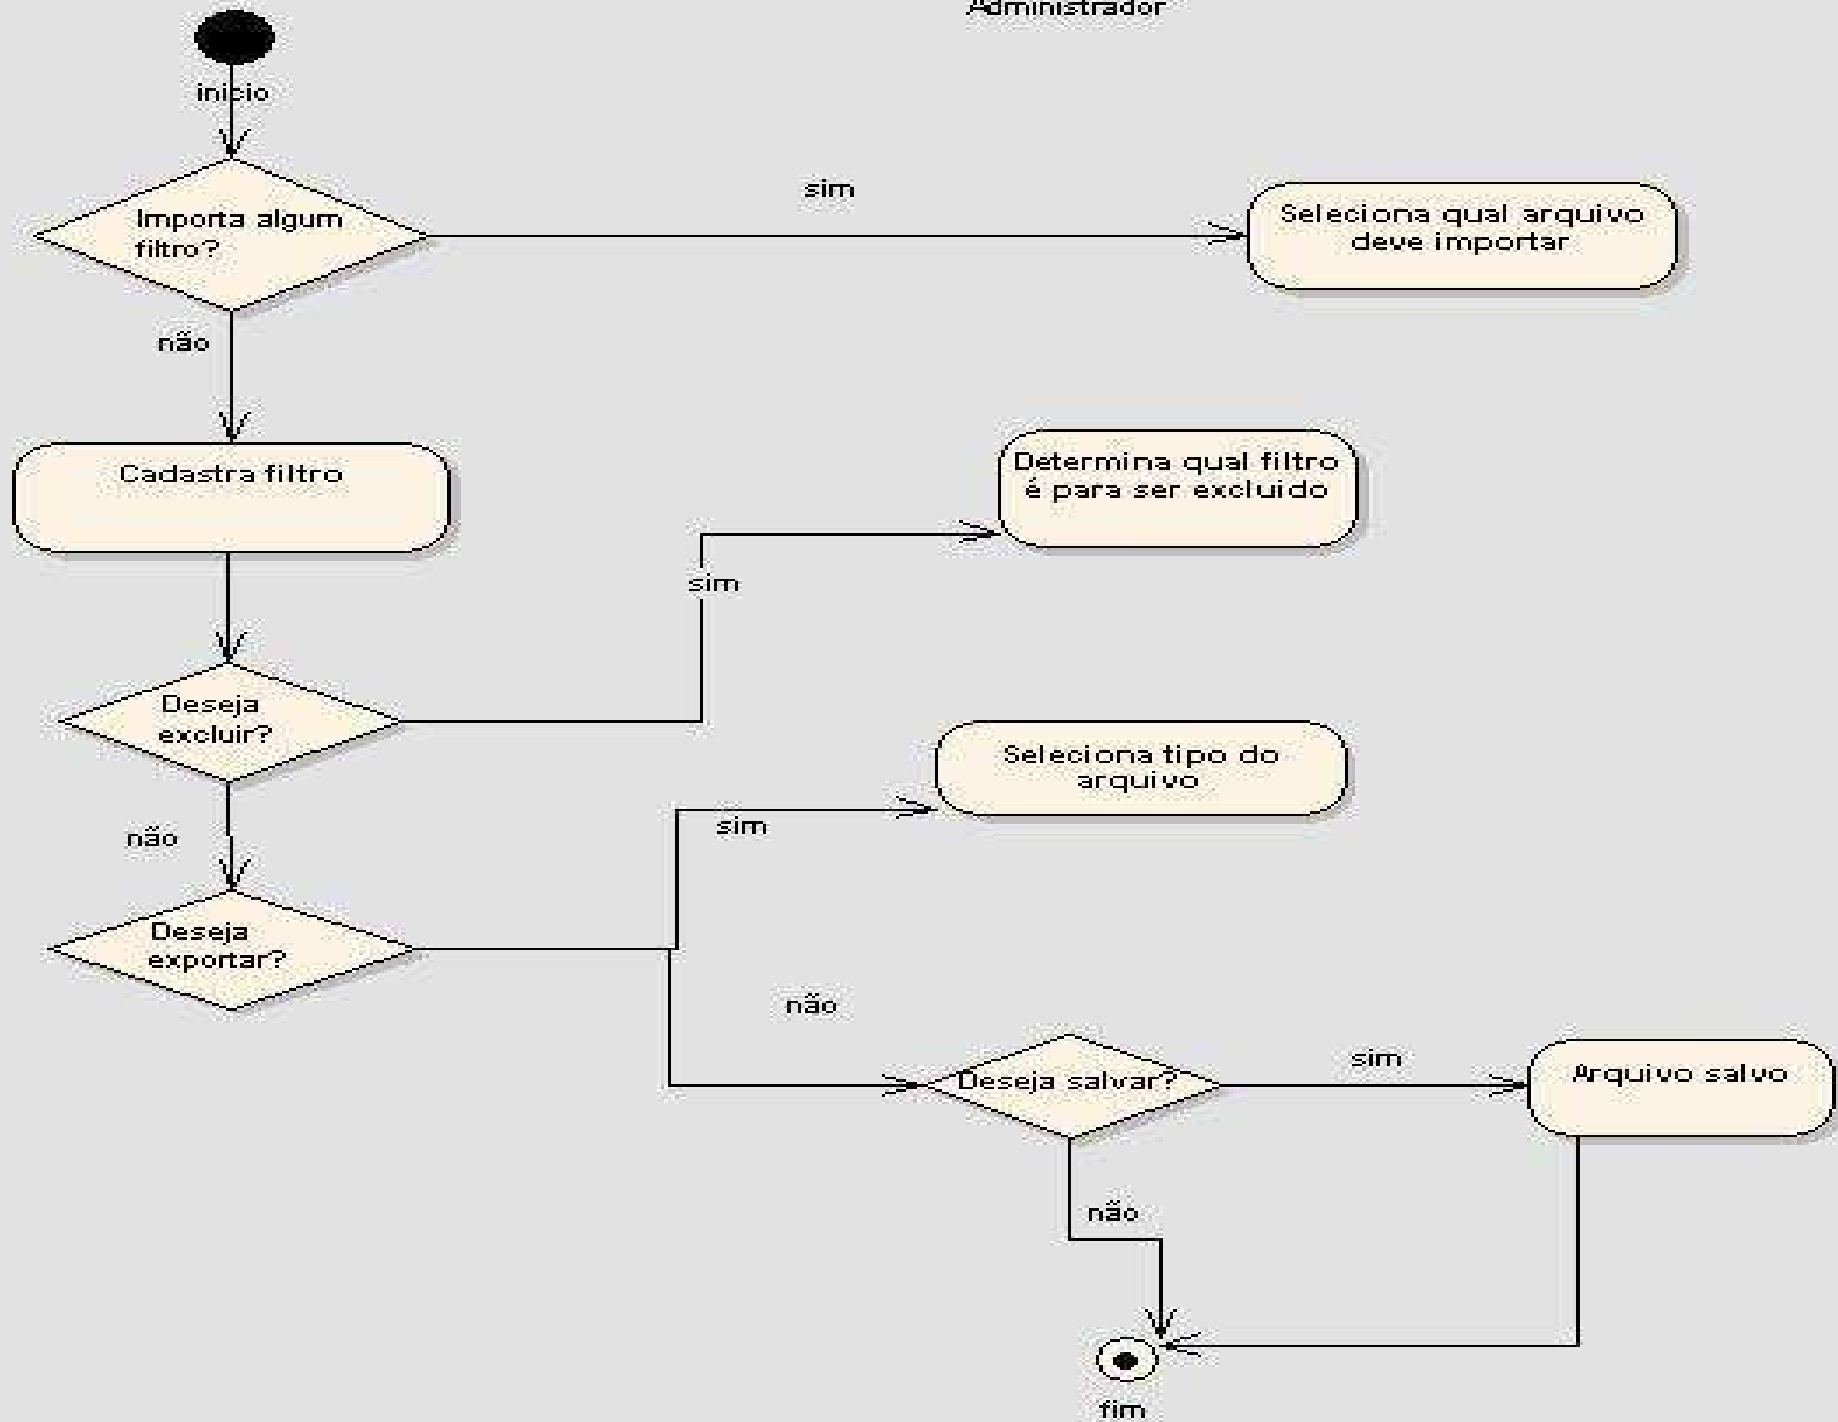 Administrador
inicio
sim
Importa algum
filtro?
Seleciona qual arquivo
deve importar
não
Cadastra filtro
Determina qual filtro
é para ser excluido
sim
Deseja
excluir?
Seleciona tipo do
arquivo
sim
não
Deseja
exportar?
não
Deseja salvar?
sim
Arquivo salvo
não
fim